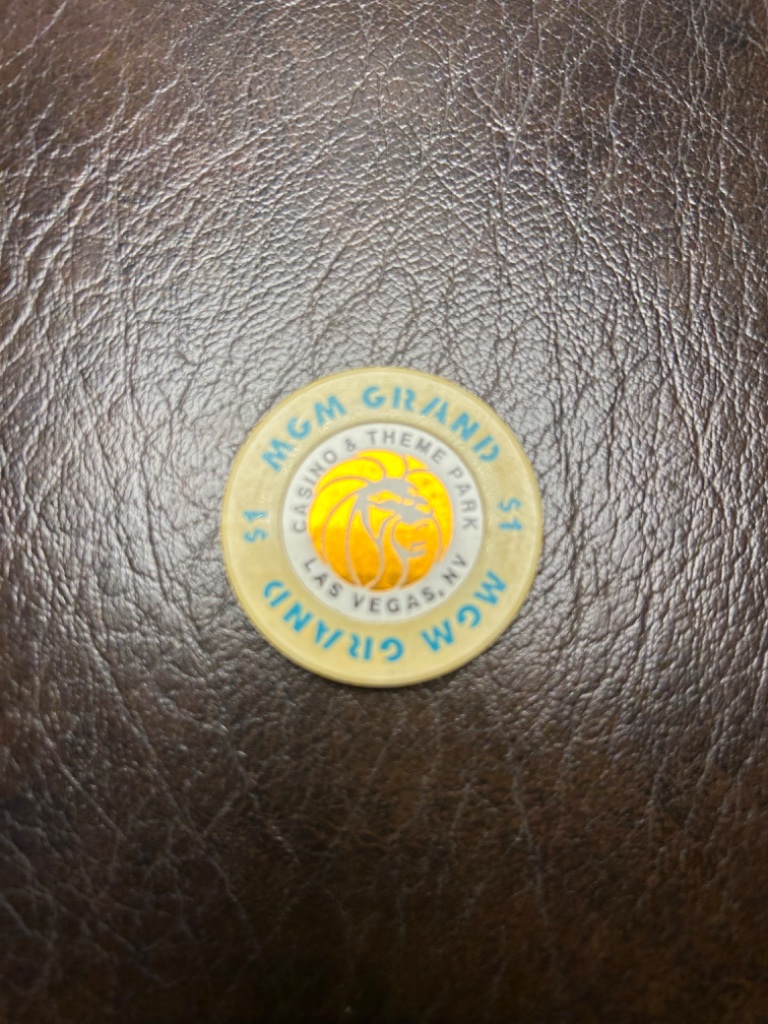 MGM GRAND
$1
$1
MGM GRAND
CASINO & THEME PARK
LAS VEGAS, NV